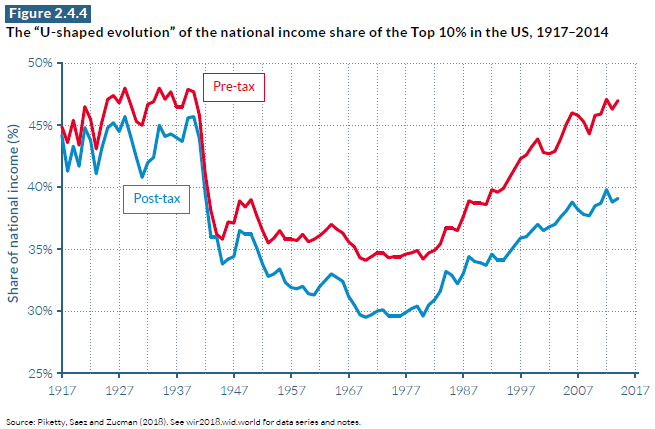 Figure 2.4.4
The “U-shaped evolution” of the national income share of the Top 10% in the US, 1917–2014
50%
45%
40%
35%
30%
25%
Share of national income (%)
Pre-tax
Post-tax
1917 1927 1937 1947 1957 1967 1977 1987 1997 2007 2017
Source: Piketty, Saez and Zucman (2018). See wir2018.wid.world for data series and notes.